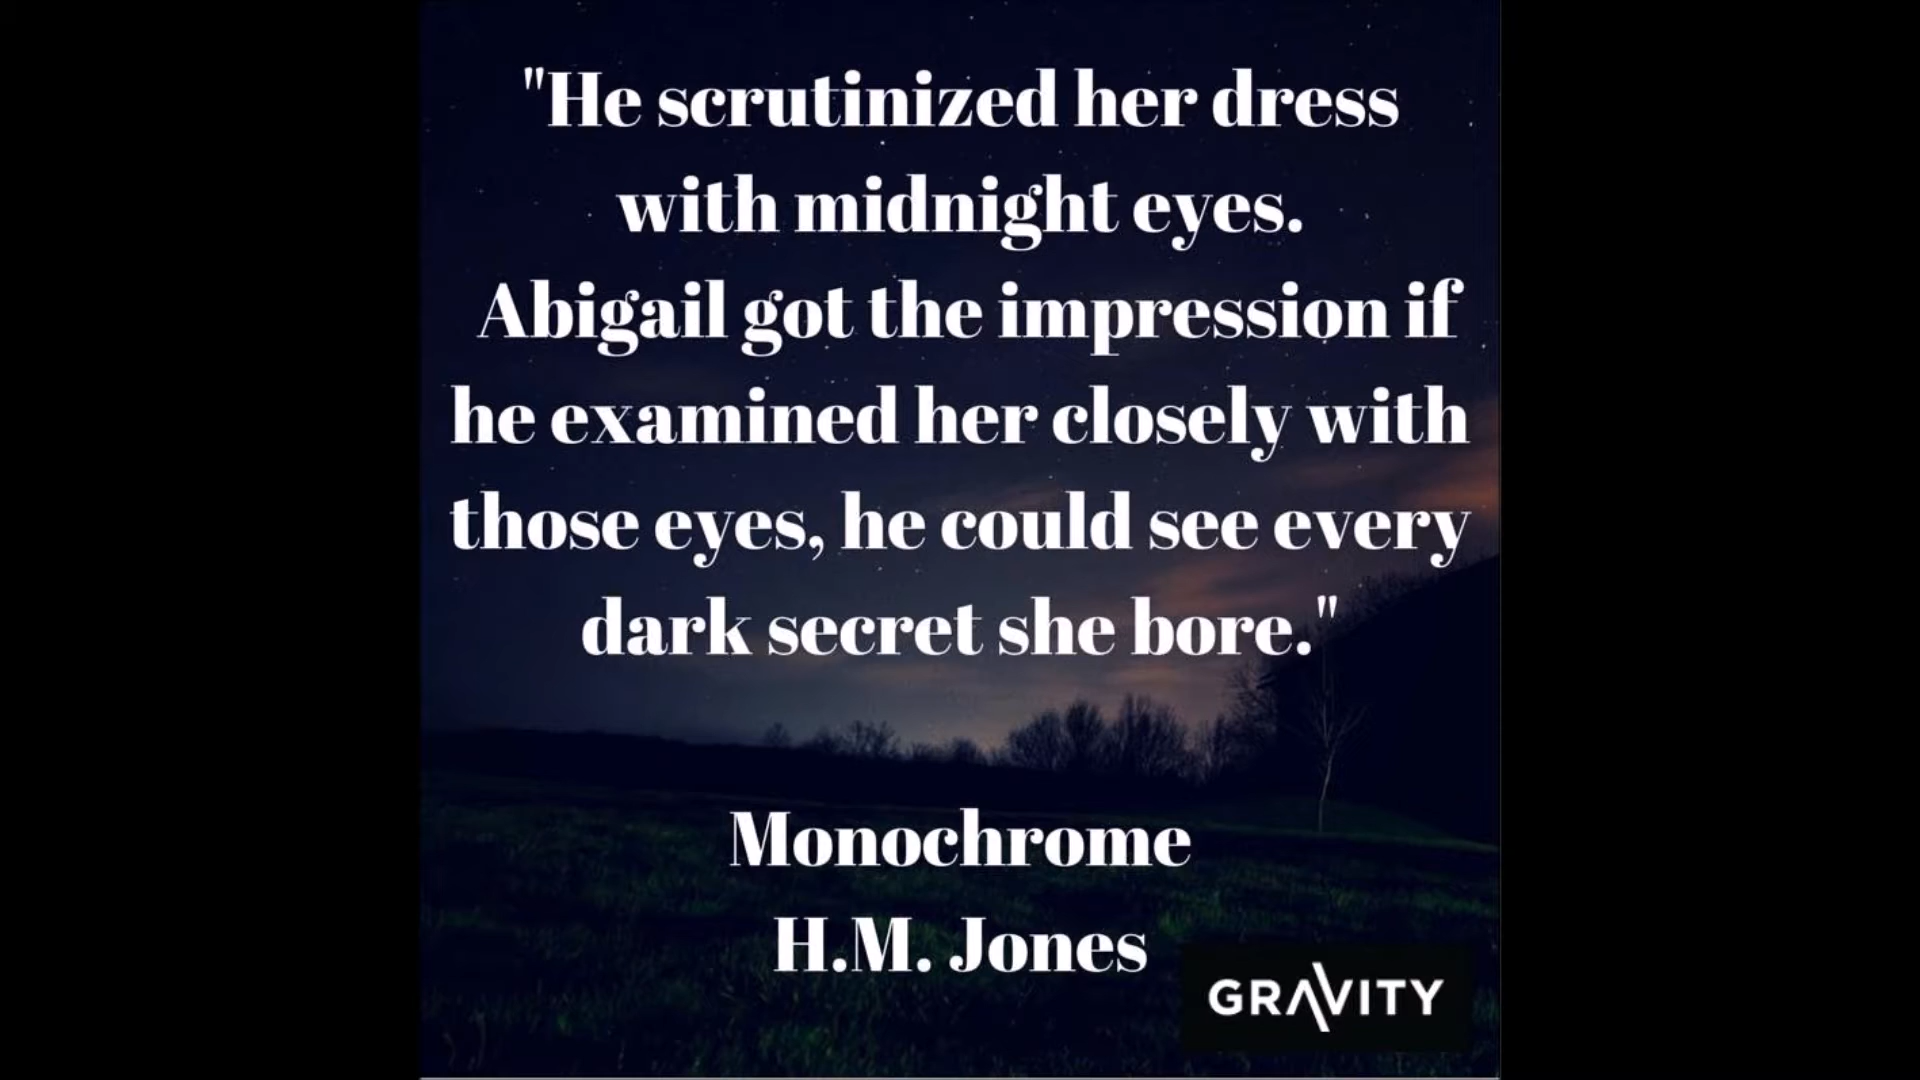 "He scrutinized her dress
with midnight eyes.
Abigail got the impression if
he examined her closely with
those eyes, he could see every
dark secret she bore."
Monochrome
H.M. Jones
GRAVITY